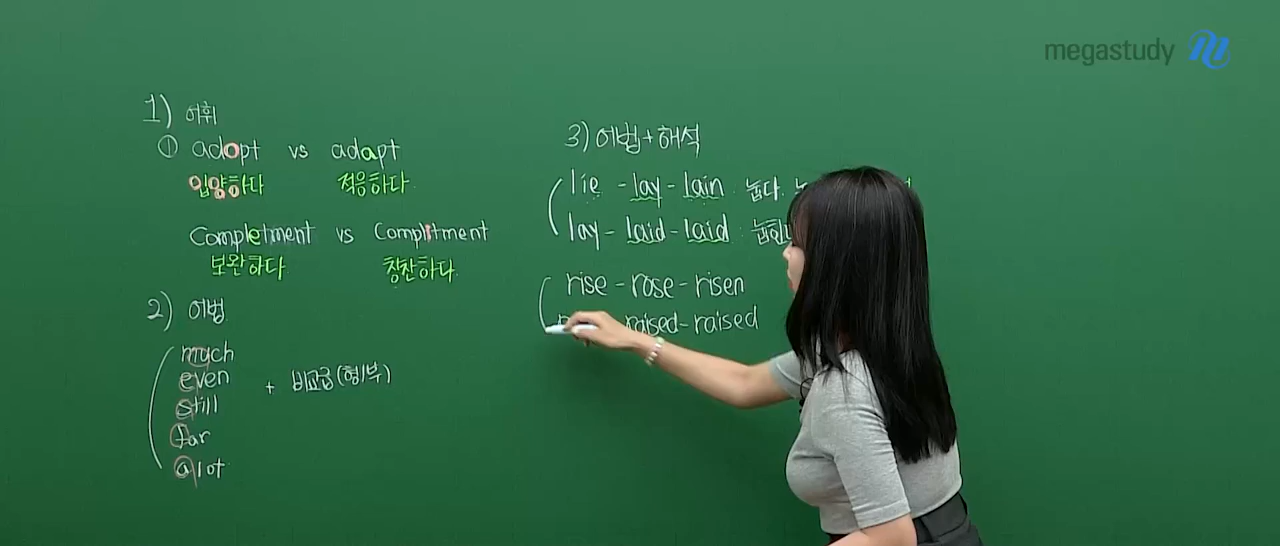 megastudy
1) 어휘
① adopt vs adapt
입양하다 적응하다
Completment vs Complitment
보완하다 칭찬하다
2) 어법
much
even
still
far
a lot
+ 비교급(형/부)
3) 어법+해석
lie - lay - lain : 눕다.
lay - laid - laid :
rise - rose - risen
raised - raised